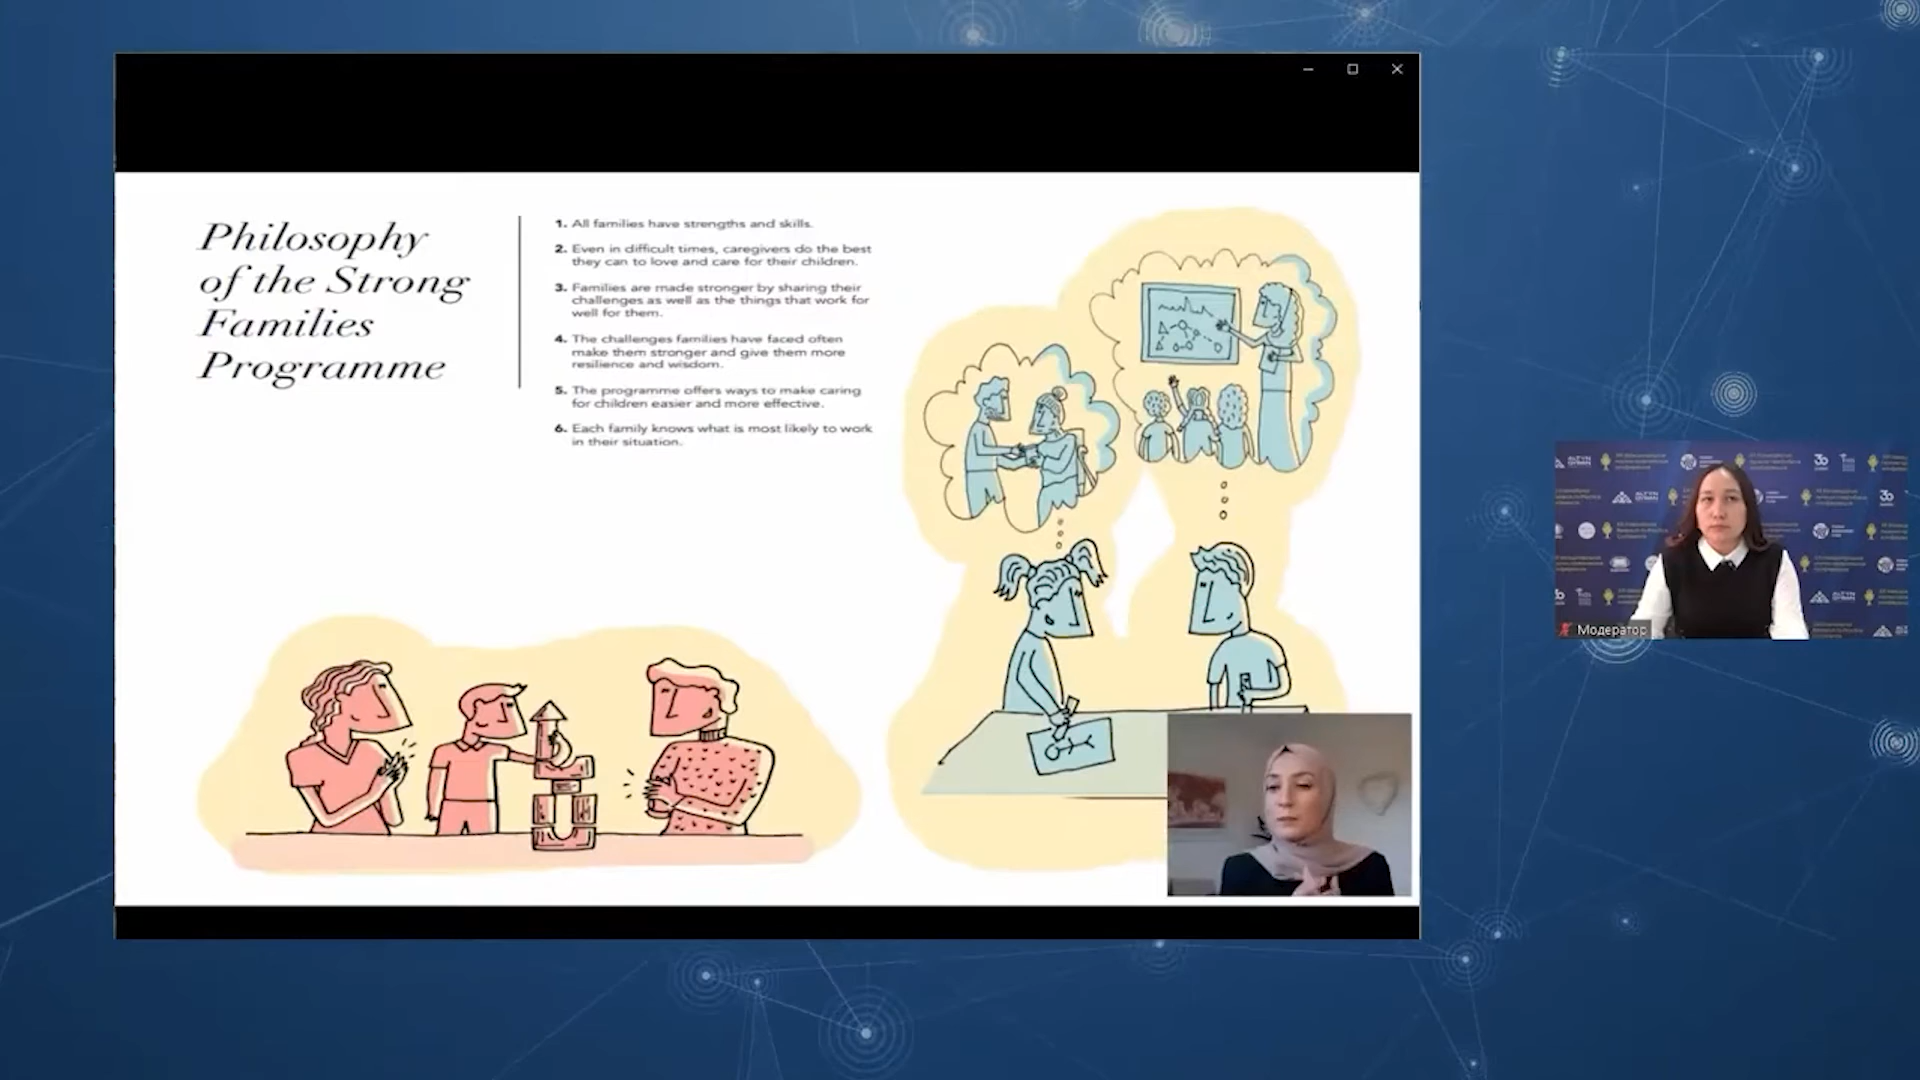 Philosophy
of the Strong
Families
Programme
1. All families have strengths and skills.
2. Even in difficult times, caregivers do the best
they can to love and care for their children.
3. Families are made stronger by sharing their
challenges as well as the things that work for
well for them.
4. The challenges families have faced often
make them stronger and give them more
resilience and wisdom.
5. The programme offers ways to make caring
for children easier and more effective.
6. Each family knows what is most likely to work
in their situation.
ALTYN
30
30
ALTYN
Модератор